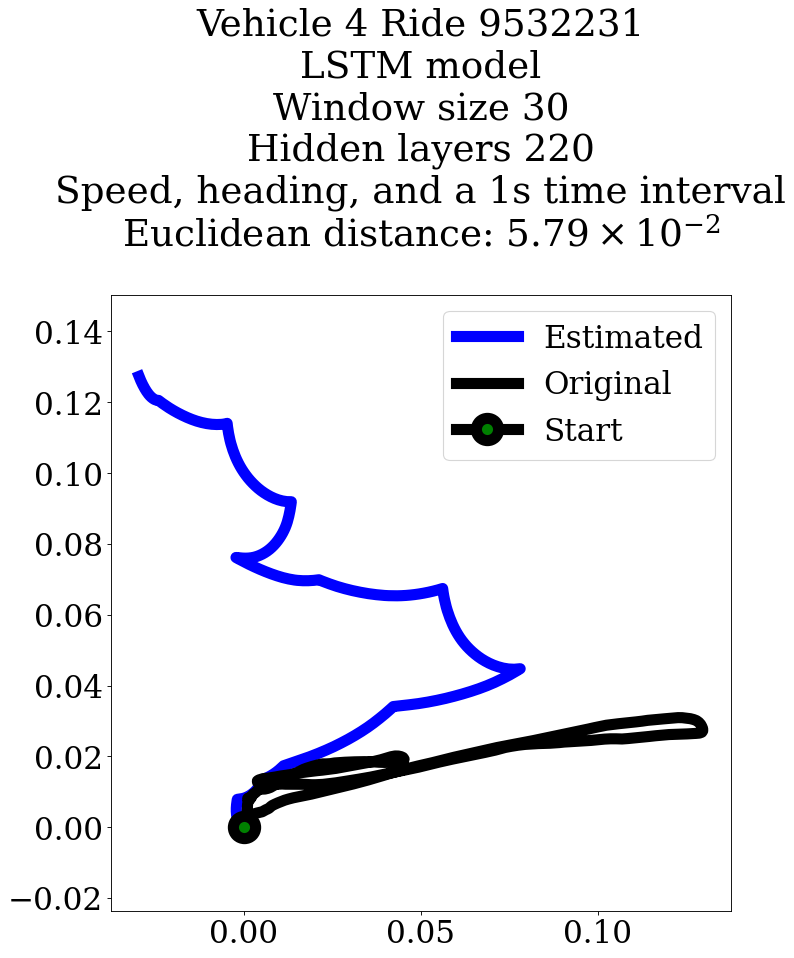 Vehicle 4 Ride 9532231
LSTM model
Window size 30
Hidden layers 220
Speed, heading, and a 1s time interval
Euclidean distance: 5.79 × 10⁻²
Estimated
Original
Start
0.14
0.12
0.10
0.08
0.06
0.04
0.02
0.00
−0.02
0.00 0.05 0.10